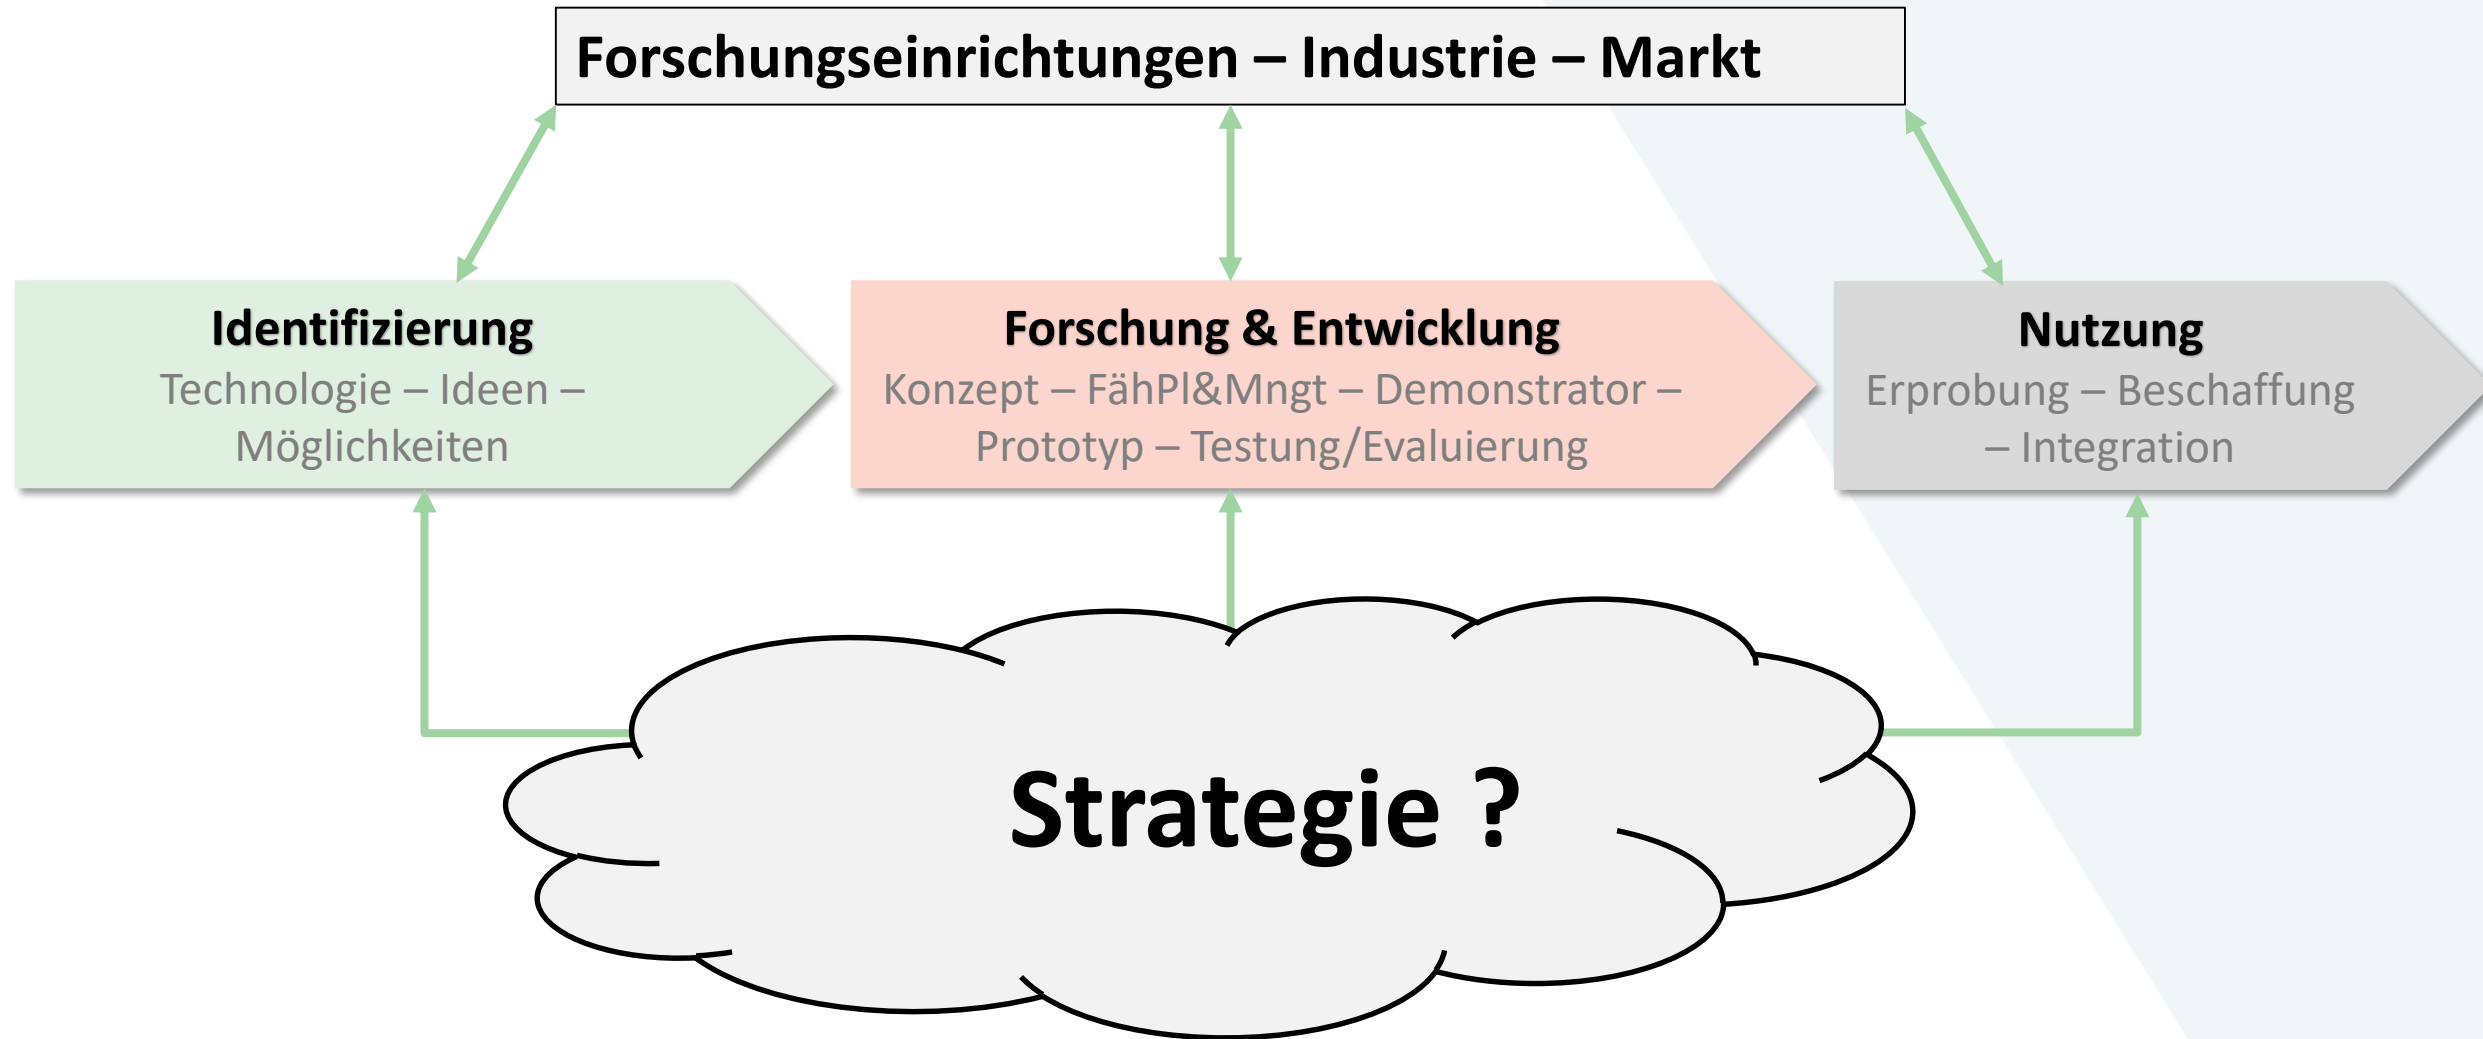 Forschungseinrichtungen – Industrie – Markt
Identifizierung
Technologie – Ideen –
Möglichkeiten
Forschung & Entwicklung
Konzept – FähPl&Mngt – Demonstrator –
Prototyp – Testung/Evaluierung
Nutzung
Erprobung – Beschaffung
– Integration
Strategie ?